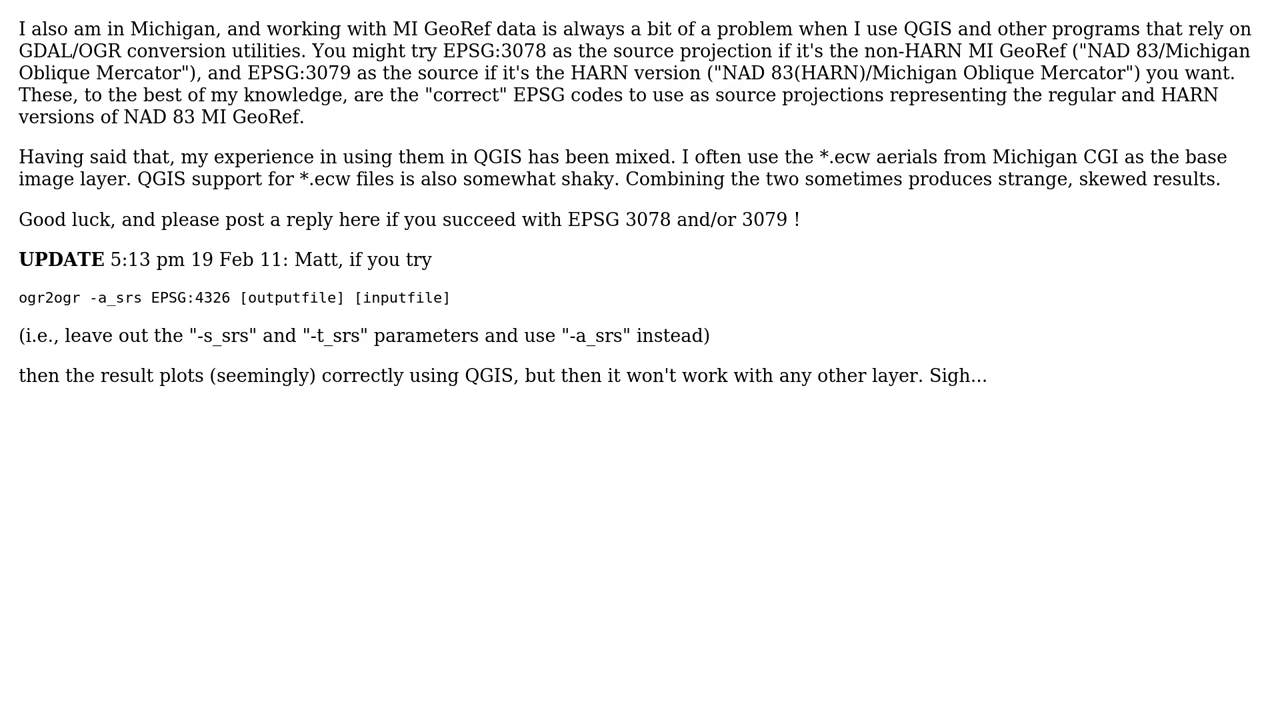 I also am in Michigan, and working with MI GeoRef data is always a bit of a problem when I use QGIS and other programs that rely on
GDAL/OGR conversion utilities. You might try EPSG:3078 as the source projection if it's the non-HARN MI GeoRef ("NAD 83/Michigan
Oblique Mercator"), and EPSG:3079 as the source if it's the HARN version ("NAD 83(HARN)/Michigan Oblique Mercator") you want.
These, to the best of my knowledge, are the "correct" EPSG codes to use as source projections representing the regular and HARN
versions of NAD 83 MI GeoRef.
Having said that, my experience in using them in QGIS has been mixed. I often use the *.ecw aerials from Michigan CGI as the base
image layer. QGIS support for *.ecw files is also somewhat shaky. Combining the two sometimes produces strange, skewed results.
Good luck, and please post a reply here if you succeed with EPSG 3078 and/or 3079 !
UPDATE 5:13 pm 19 Feb 11: Matt, if you try
ogr2ogr -a_srs EPSG:4326 [outputfile] [inputfile]
(i.e., leave out the "-s_srs" and "-t_srs" parameters and use "-a_srs" instead)
then the result plots (seemingly) correctly using QGIS, but then it won't work with any other layer. Sigh...